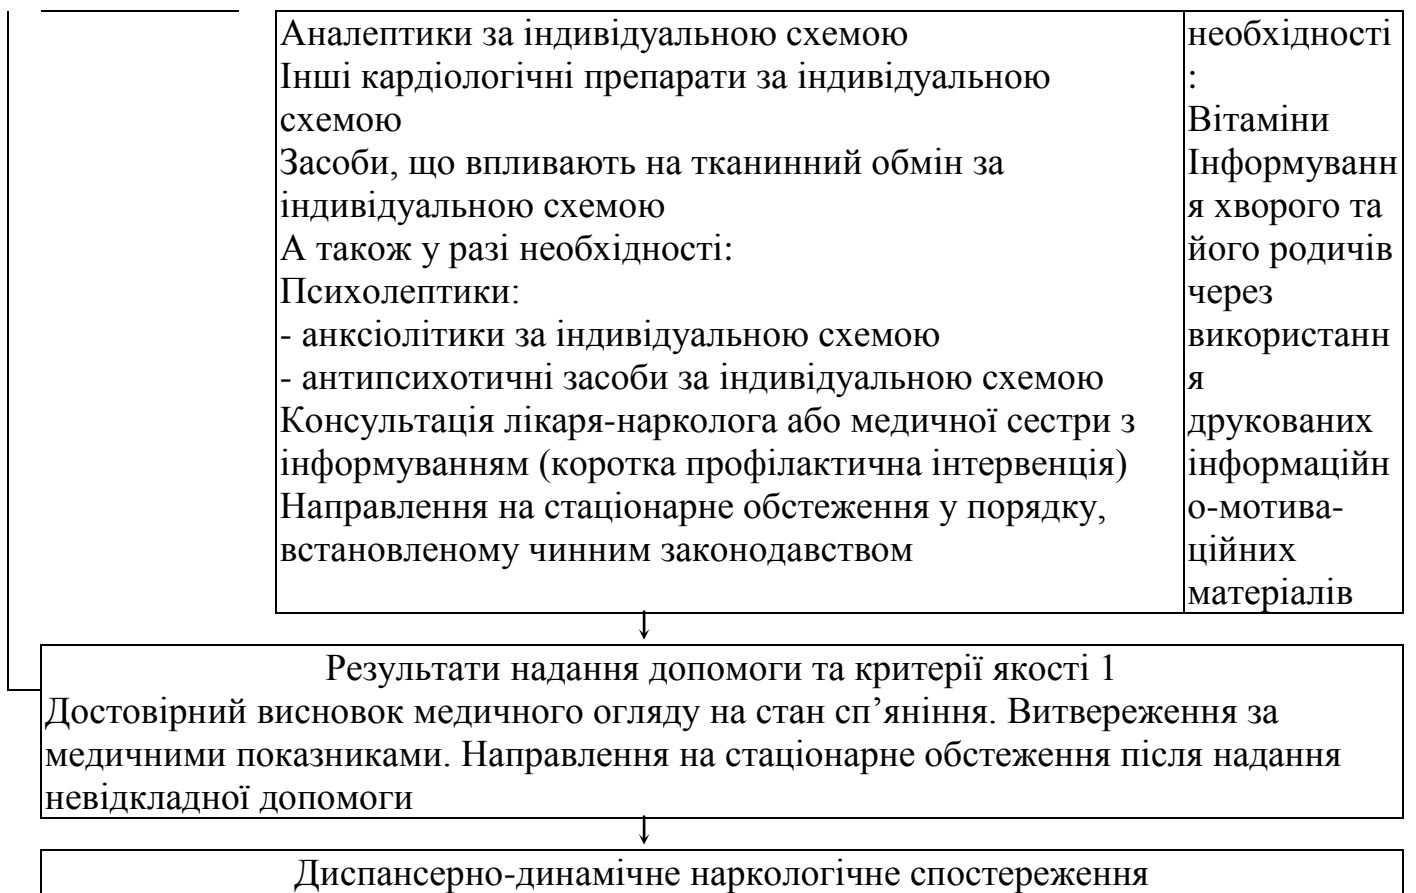 Аналептики за індивідуальною схемою
Інші кардіологічні препарати за індивідуальною
схемою
Засоби, що впливають на тканинний обмін за
індивідуальною схемою
А також у разі необхідності:
Психолептики:
- анксіолітики за індивідуальною схемою
- антипсихотичні засоби за індивідуальною схемою
Консультація лікаря-нарколога або медичної сестри з
інформуванням (коротка профілактична інтервенція)
Направлення на стаціонарне обстеження у порядку,
встановленому чинним законодавством
необхідності
:
Вітаміни
Інформуванн
я хворого та
його родичів
через
використанн
я
друкованих
інформаційн
о-мотива-
ційних
матеріалів
Результати надання допомоги та критерії якості 1
Достовірний висновок медичного огляду на стан сп’яніння. Витвереження за
медичними показниками. Направлення на стаціонарне обстеження після надання
невідкладної допомоги
Диспансерно-динамічне наркологічне спостереження